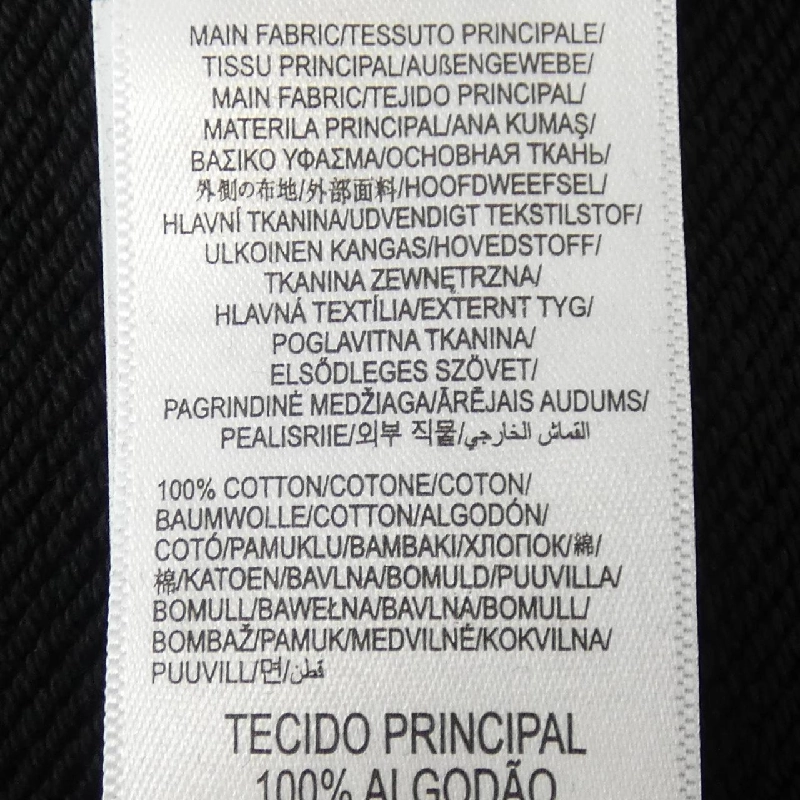 MAIN FABRIC/TESSUTO PRINCIPALE/
TISSU PRINCIPAL/AUßENGEWEBE/
MAIN FABRIC/TEJIDO PRINCIPAL/
MATERILA PRINCIPAL/ANA KUMAŞ/
ΒΑΣΙΚΟ ΥΦΑΣΜΑ/ОСНОВНАЯ ТКАНЬ/
外側の布地/外部面料/HOOFDWEEFSEL/
HLAVNÍ TKANINA/UDVENDIGT TEKSTILSTOF/
ULKOINEN KANGAS/HOVEDSTOFF/
TKANINA ZEWNĘTRZNA/
HLAVNÁ TEXTÍLIA/EXTERNT TYG/
POGLAVITNA TKANINA/
ELSŐDLEGES SZÖVET/
PAGRINDINĖ MEDŽIAGA/ĀRĒJAIS AUDUMS/
PEALISRIIE/외부 직물/القماش الخارجي
100% COTTON/COTONE/COTON/
BAUMWOLLE/COTTON/ALGODÓN/
COTÓ/PAMUKLU/ΒΑΜΒΑΚΙ/ХЛОПОК/綿/
棉/KATOEN/BAVLNA/BOMULD/PUUVILLA/
BOMULL/BAWEŁNA/BAVLNA/BOMULL/
BOMBAŽ/PAMUK/MEDVILNĖ/KOKVILNA/
PUUVILL/면/قطن
TECIDO PRINCIPAL
100% ALGODÃO